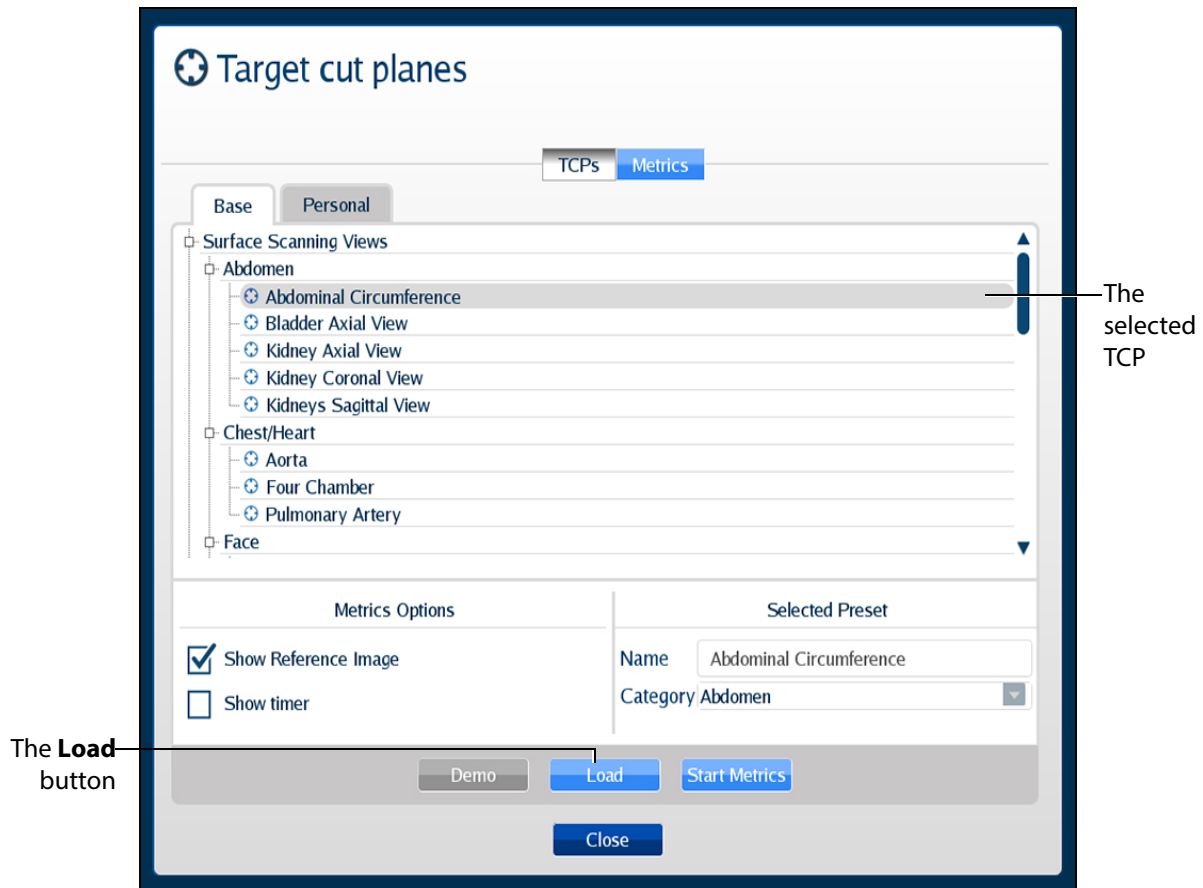 Target cut planes
TCPs Metrics
Base Personal
Surface Scanning Views
Abdomen
Abdominal Circumference
Bladder Axial View
Kidney Axial View
Kidney Coronal View
Kidneys Sagittal View
Chest/Heart
Aorta
Four Chamber
Pulmonary Artery
Face
The
selected
TCP
Metrics Options
Show Reference Image
Show timer
Selected Preset
Name Abdominal Circumference
Category Abdomen
The Load
button
Demo Load Start Metrics
Close